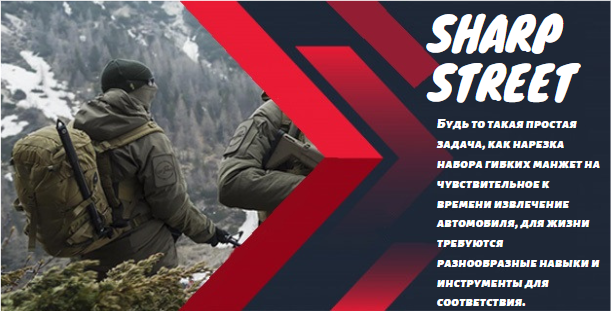 SHARP
STREET
Будь то такая простая
задача, как нарезка
набора гибких манжет на
чувствительное к
времени извлечение
автомобиля, для жизни
требуются
разнообразные навыки и
инструменты для
соответствия.